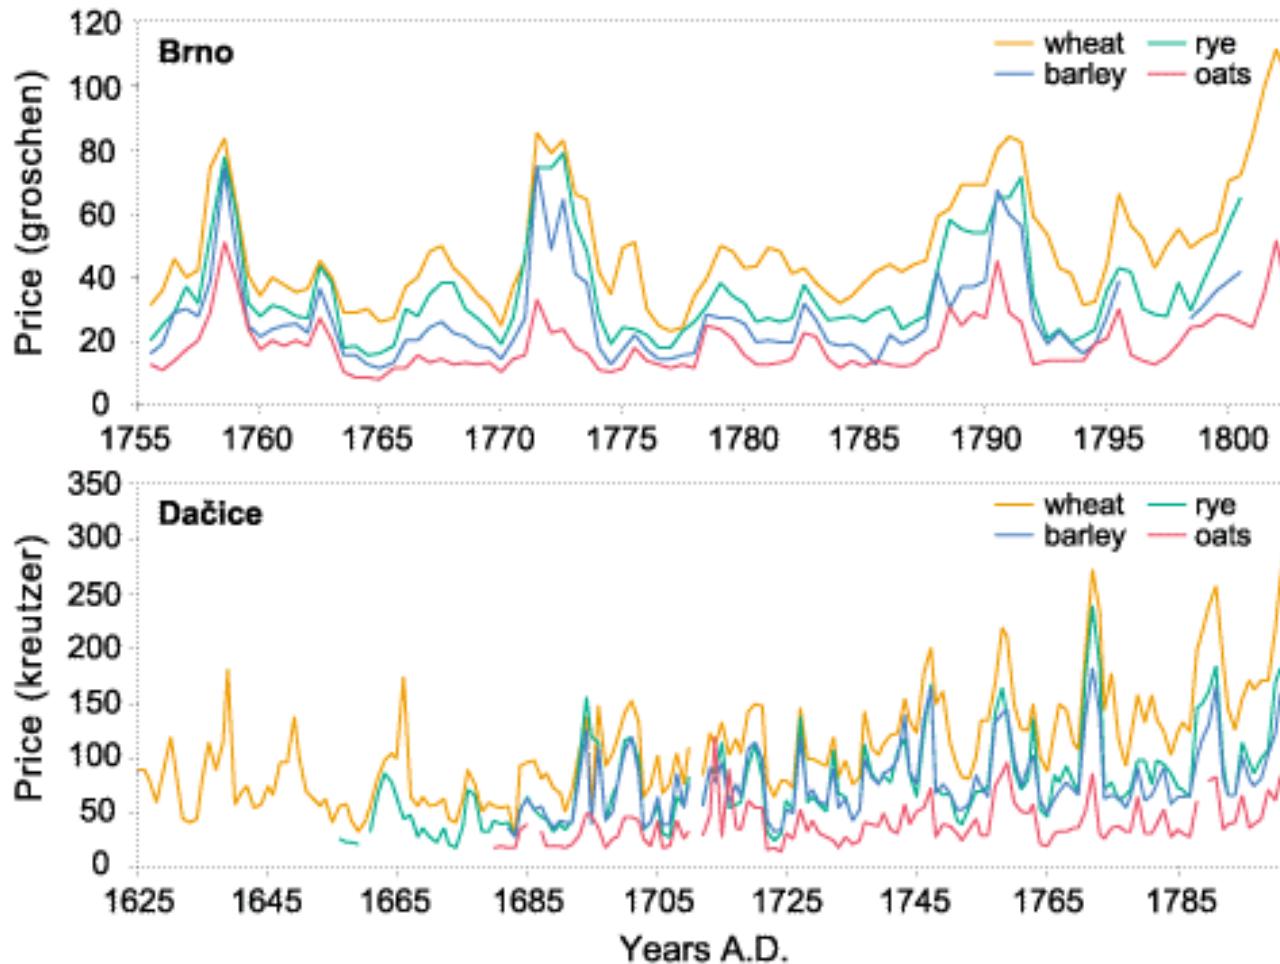 Price (groschen)
120
100
80
60
40
20
0
Brno
wheat rye
barley oats
1755 1760 1765 1770 1775 1780 1785 1790 1795 1800
Price (kreutzer)
350
300
250
200
150
100
50
0
Dačice
wheat rye
barley oats
1625 1645 1665 1685 1705 1725 1745 1765 1785
Years A.D.